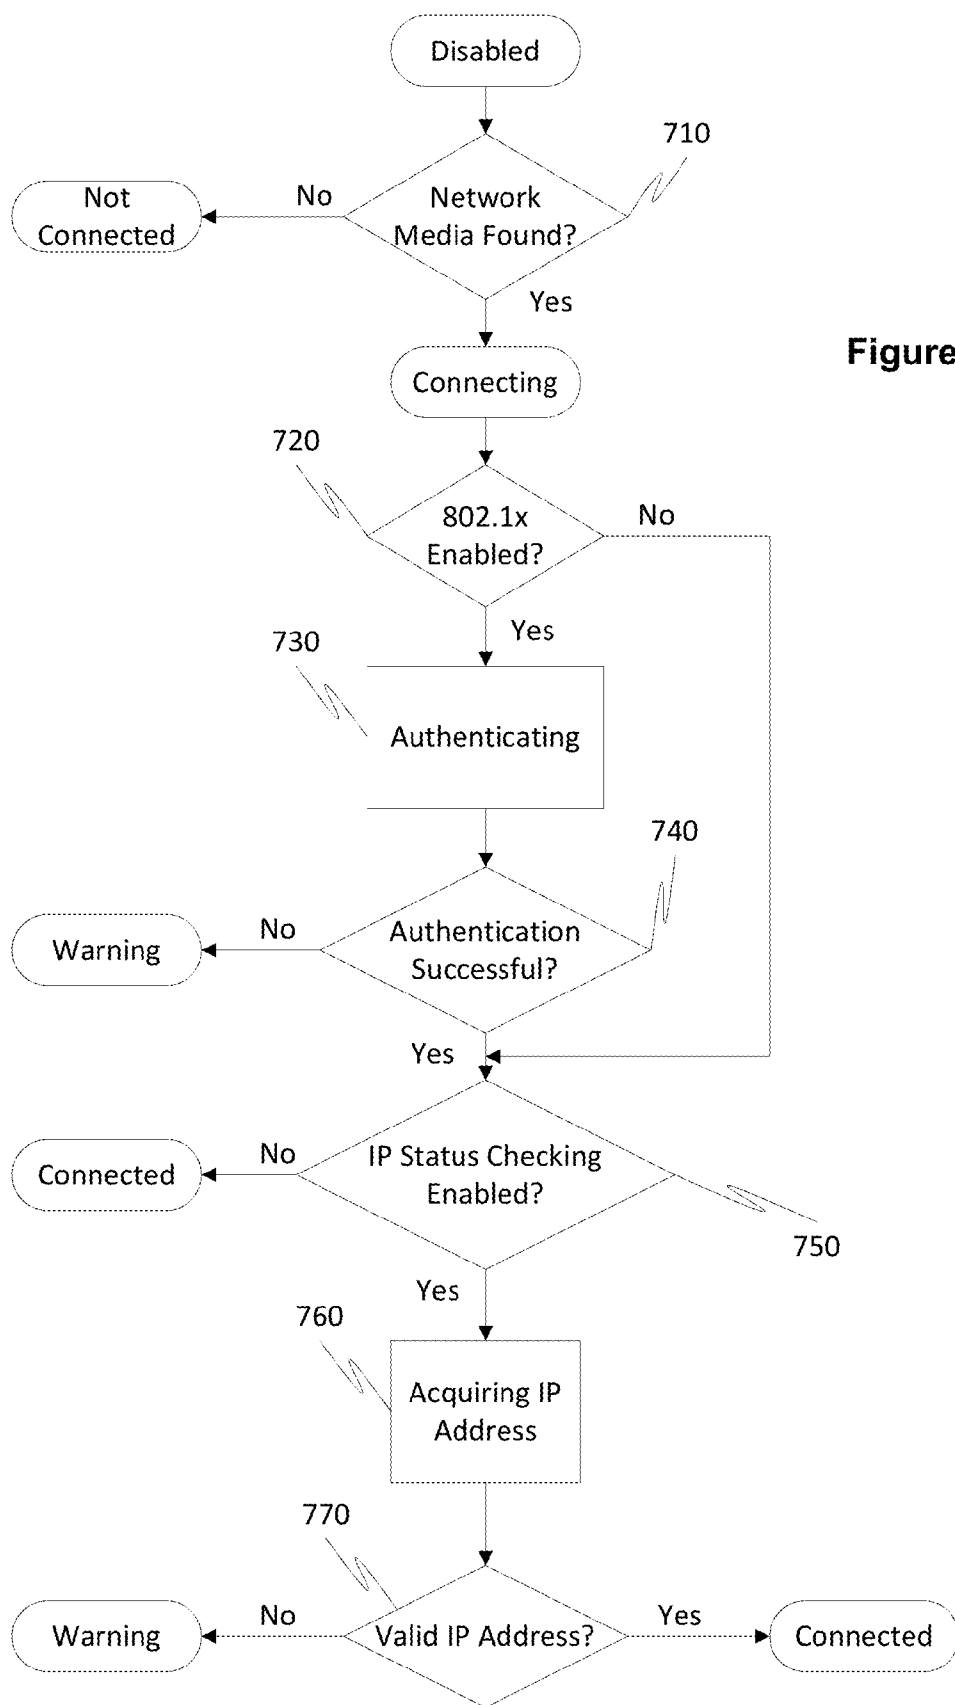 Disabled
710
Not
Connected
No
Network
Media Found?
Yes
Figure
Connecting
720
802.1x
Enabled?
No
Yes
730
Authenticating
740
Warning
No
Authentication
Successful?
Yes
Connected
No
IP Status Checking
Enabled?
750
Yes
760
Acquiring IP
Address
770
Warning
No
Valid IP Address?
Yes
Connected